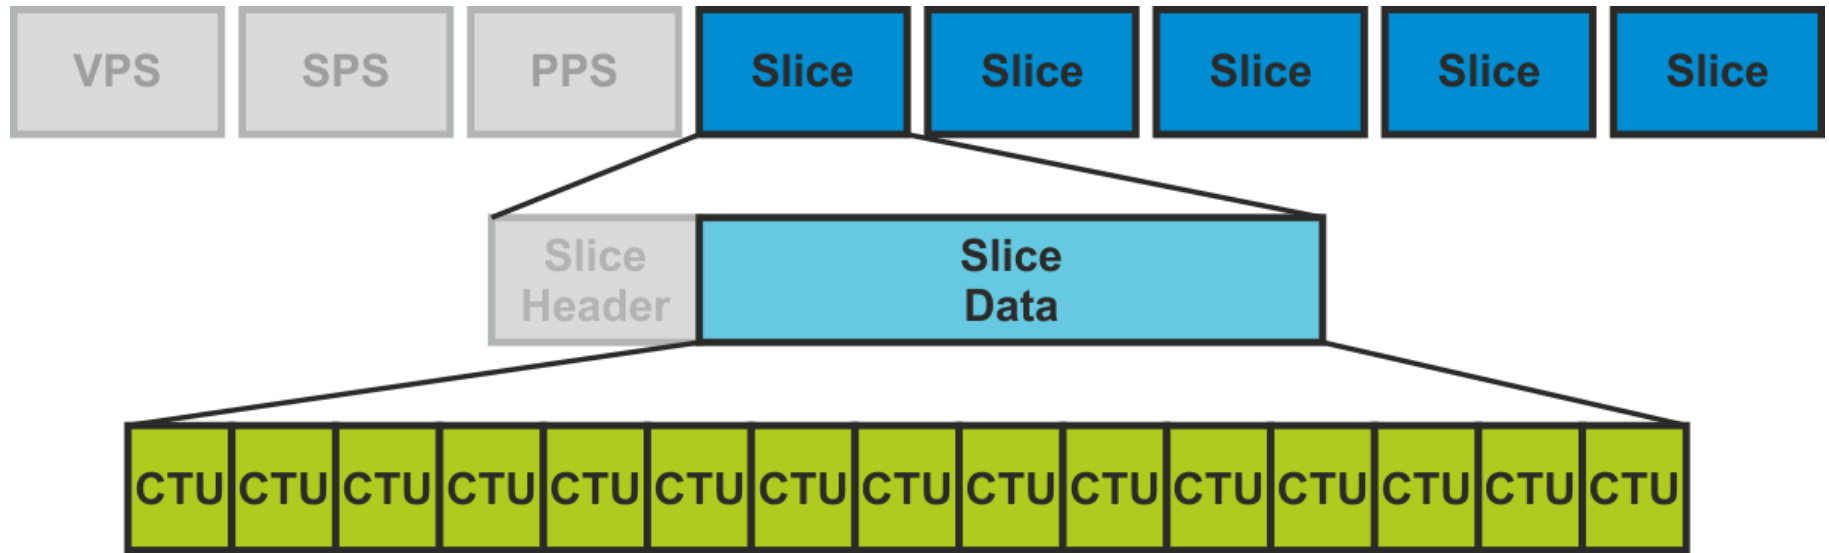 VPS SPS PPS Slice Slice Slice Slice Slice
Slice
Header
Slice
Data
CTU CTU CTU CTU CTU CTU CTU CTU CTU CTU CTU CTU CTU CTU CTU